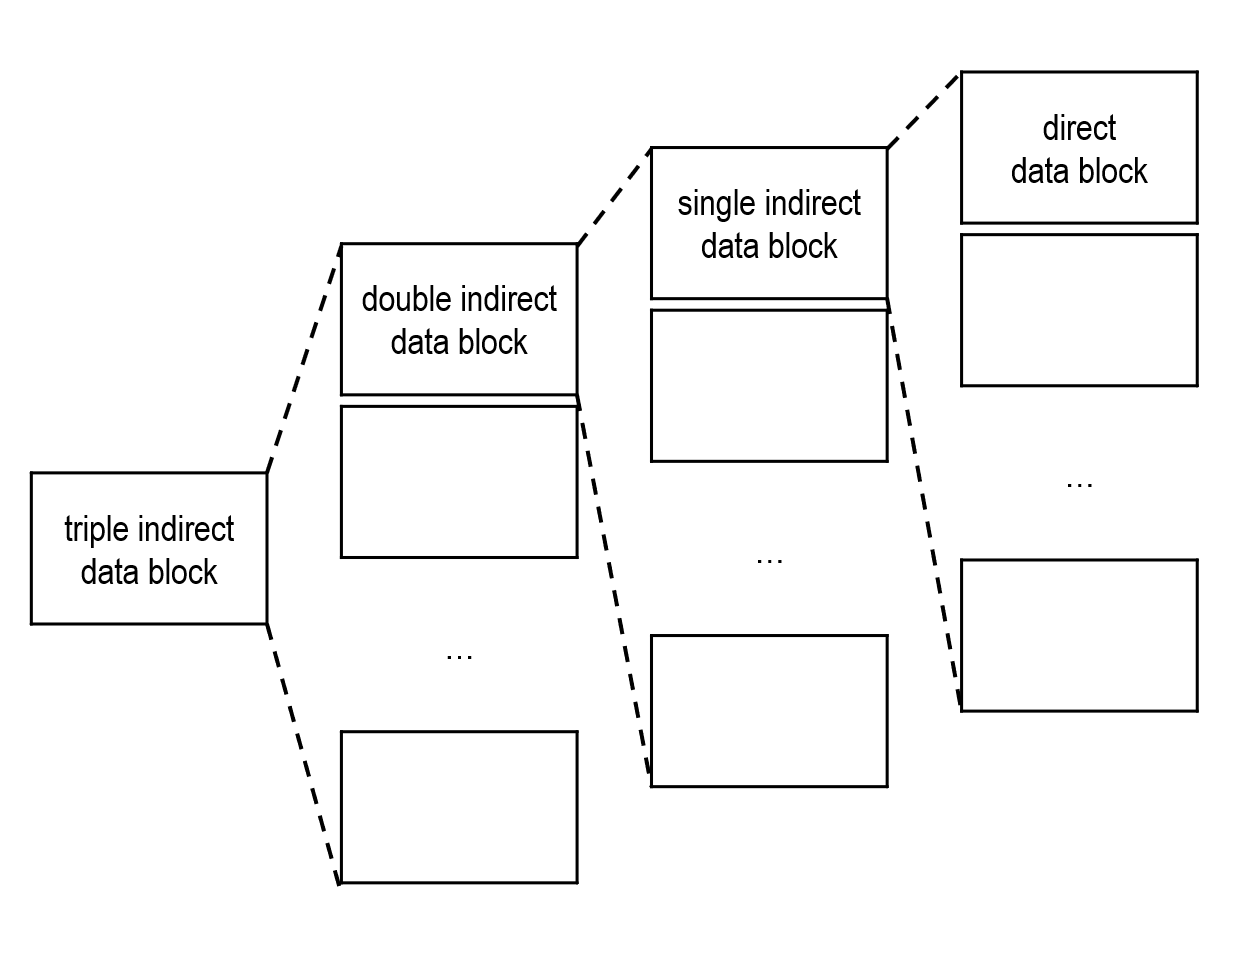 triple indirect
data block
double indirect
data block
...
single indirect
data block
...
direct
data block
...